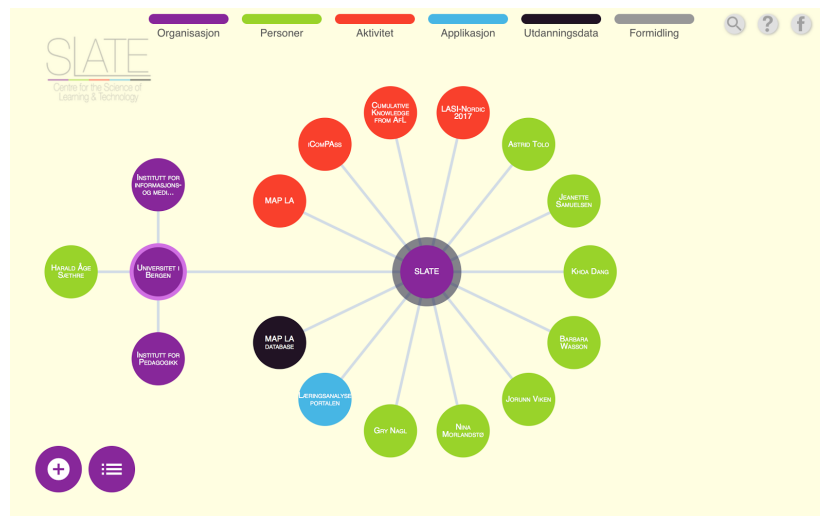 Organisasjon
Personer
Aktivitet
Applikasjon
Utdanningsdata
Formidling
?
f
SLATE
Centre for the Science of
Learning & Technology
Cumulative
Knowledge
from AfL
LASI-Nordic
2017
iComPAss
Astrid Tolo
Institutt for
informasjons-
og medi...
MAP LA
Jeanette
Samuelsen
Harald Åge
Sæthre
Universitet i
Bergen
SLATE
Khoa Dang
Institutt for
Pedagogikk
MAP LA
database
Barbara
Wasson
Læringsanalyse
portalen
Jorunn Viken
Gry Nagl
Nina
Morlandstø